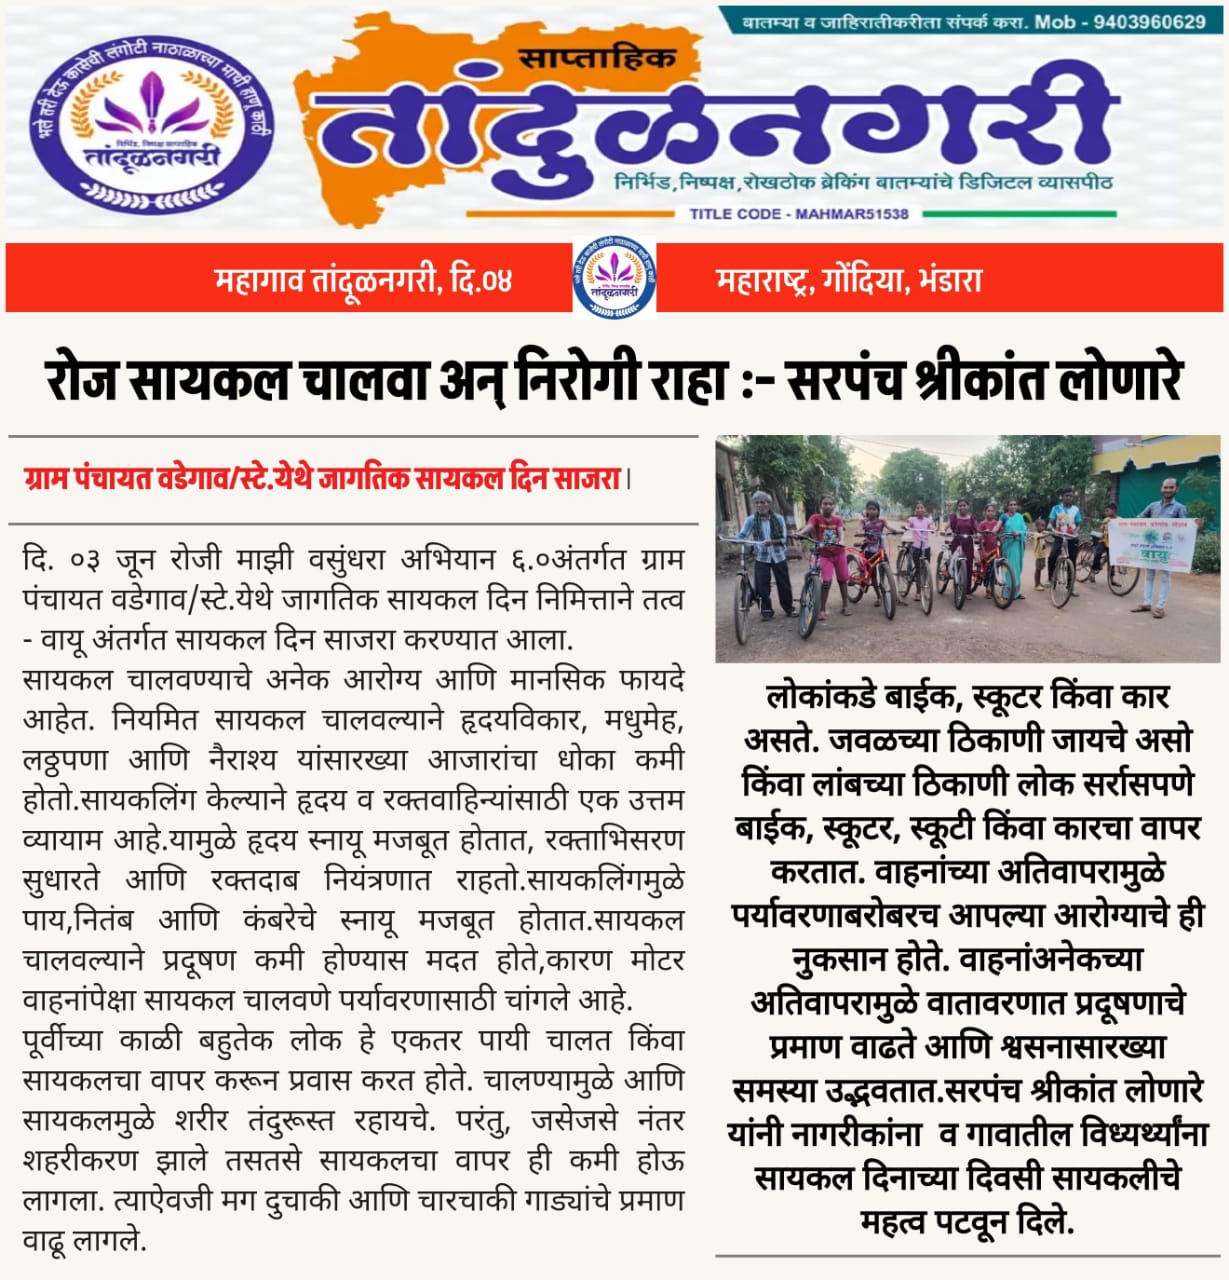 बातम्या व जाहिरातीकरीता संपर्क करा. Mob - 9403960629
भले तरी देऊ कासेची लंगोटी नाठाळाच्या माथी हाणू काठी
निर्भिड, निष्पक्ष साप्ताहिक
तांदूळनगरी
साप्ताहिक
तांदुळनगरी
निर्भिड,निष्पक्ष,रोखठोक ब्रेकिंग बातम्यांचे डिजिटल व्यासपीठ
TITLE CODE - MAHMAR51538
महागाव तांदूळनगरी, दि.०४
तांदूळनगरी
महाराष्ट्र, गोंदिया, भंडारा
रोज सायकल चालवा अन् निरोगी राहा :- सरपंच श्रीकांत लोणारे
ग्राम पंचायत वडेगाव/स्टे.येथे जागतिक सायकल दिन साजरा।
दि. ०३ जून रोजी माझी वसुंधरा अभियान ६.०अंतर्गत ग्राम
पंचायत वडेगाव/स्टे.येथे जागतिक सायकल दिन निमित्ताने तत्व
- वायू अंतर्गत सायकल दिन साजरा करण्यात आला.
सायकल चालवण्याचे अनेक आरोग्य आणि मानसिक फायदे
आहेत. नियमित सायकल चालवल्याने हृदयविकार, मधुमेह,
लठ्ठपणा आणि नैराश्य यांसारख्या आजारांचा धोका कमी
होतो.सायकलिंग केल्याने हृदय व रक्तवाहिन्यांसाठी एक उत्तम
व्यायाम आहे.यामुळे हृदय स्नायू मजबूत होतात, रक्ताभिसरण
सुधारते आणि रक्तदाब नियंत्रणात राहतो.सायकलिंगमुळे
पाय,नितंब आणि कंबरेचे स्नायू मजबूत होतात.सायकल
चालवल्याने प्रदूषण कमी होण्यास मदत होते,कारण मोटर
वाहनांपेक्षा सायकल चालवणे पर्यावरणासाठी चांगले आहे.
पूर्वीच्या काळी बहुतेक लोक हे एकतर पायी चालत किंवा
सायकलचा वापर करून प्रवास करत होते. चालण्यामुळे आणि
सायकलमुळे शरीर तंदुरूस्त रहायचे. परंतु, जसेजसे नंतर
शहरीकरण झाले तसतसे सायकलचा वापर ही कमी होऊ
लागला. त्याऐवजी मग दुचाकी आणि चारचाकी गाड्यांचे प्रमाण
वाढू लागले.
वायु
लोकांकडे बाईक, स्कूटर किंवा कार
असते. जवळच्या ठिकाणी जायचे असो
किंवा लांबच्या ठिकाणी लोक सर्रासपणे
बाईक, स्कूटर, स्कूटी किंवा कारचा वापर
करतात. वाहनांच्या अतिवापरामुळे
पर्यावरणाबरोबरच आपल्या आरोग्याचे ही
नुकसान होते. वाहनांअनेकच्या
अतिवापरामुळे वातावरणात प्रदूषणाचे
प्रमाण वाढते आणि श्वसनासारख्या
समस्या उद्भवतात.सरपंच श्रीकांत लोणारे
यांनी नागरीकांना व गावातील विध्यर्थ्यांना
सायकल दिनाच्या दिवसी सायकलीचे
महत्व पटवून दिले.